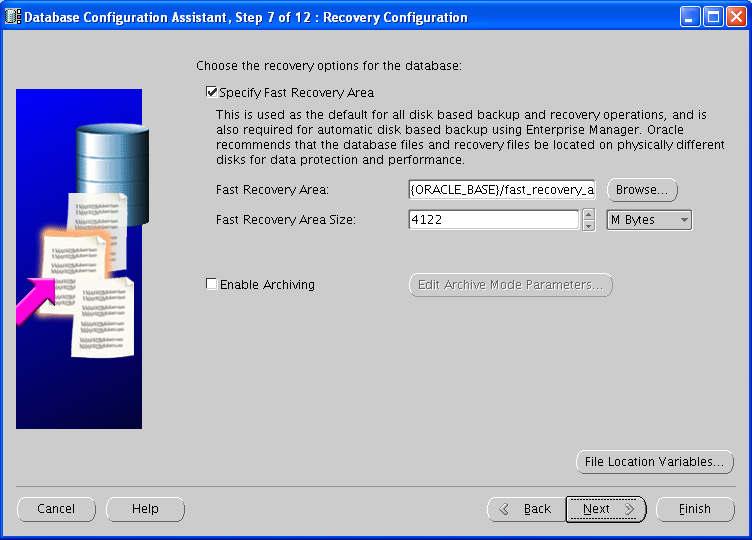 Database Configuration Assistant, Step 7 of 12 : Recovery Configuration
Choose the recovery options for the database:
Specify Fast Recovery Area
This is used as the default for all disk based backup and recovery operations, and is
also required for automatic disk based backup using Enterprise Manager. Oracle
recommends that the database files and recovery files be located on physically different
disks for data protection and performance.
Fast Recovery Area: {ORACLE_BASE}/fast_recovery_a Browse...
Fast Recovery Area Size: 4122 M Bytes
Enable Archiving Edit Archive Mode Parameters...
File Location Variables...
Cancel Help Back Next Finish